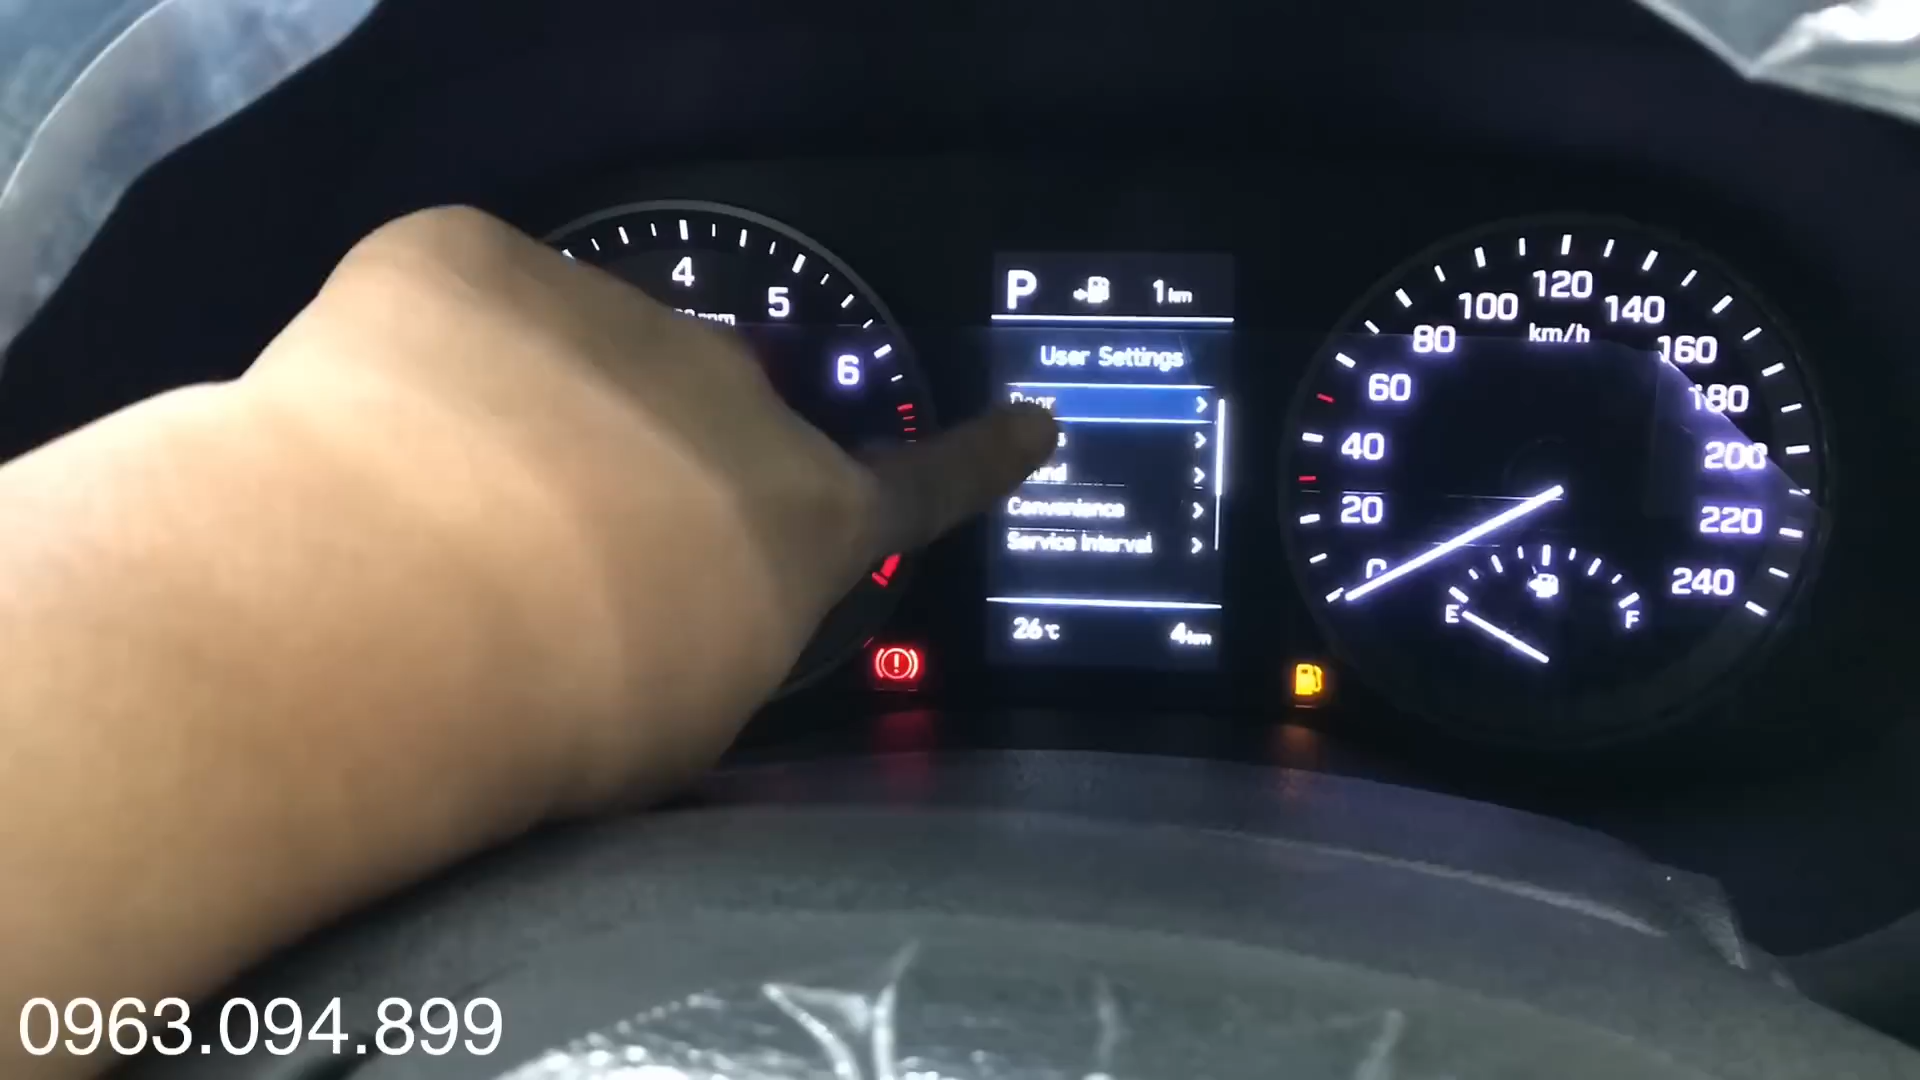 4
5
6
P 1km
User Settings
Door
Convenience
Service Interval
26℃ 4km
0
20
40
60
80
100
120
140
160
180
200
220
240
km/h
E F
0963.094.899